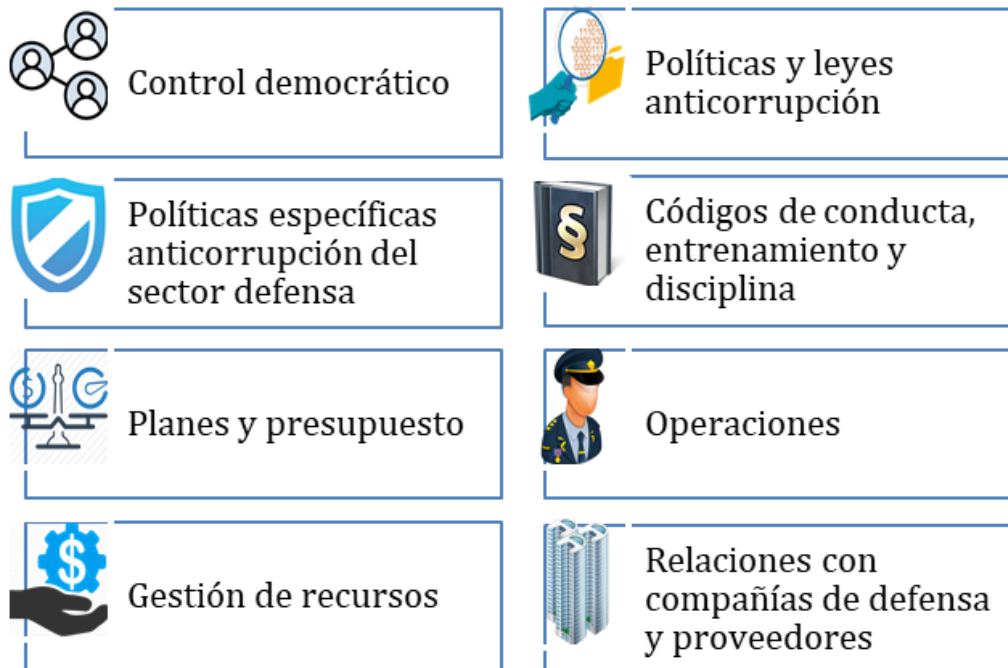 Control democrático
Políticas y leyes
anticorrupción
Políticas específicas
anticorrupción del
sector defensa
Códigos de conducta,
entrenamiento y
disciplina
Planes y presupuesto
Operaciones
Gestión de recursos
Relaciones con
compañías de defensa
y proveedores